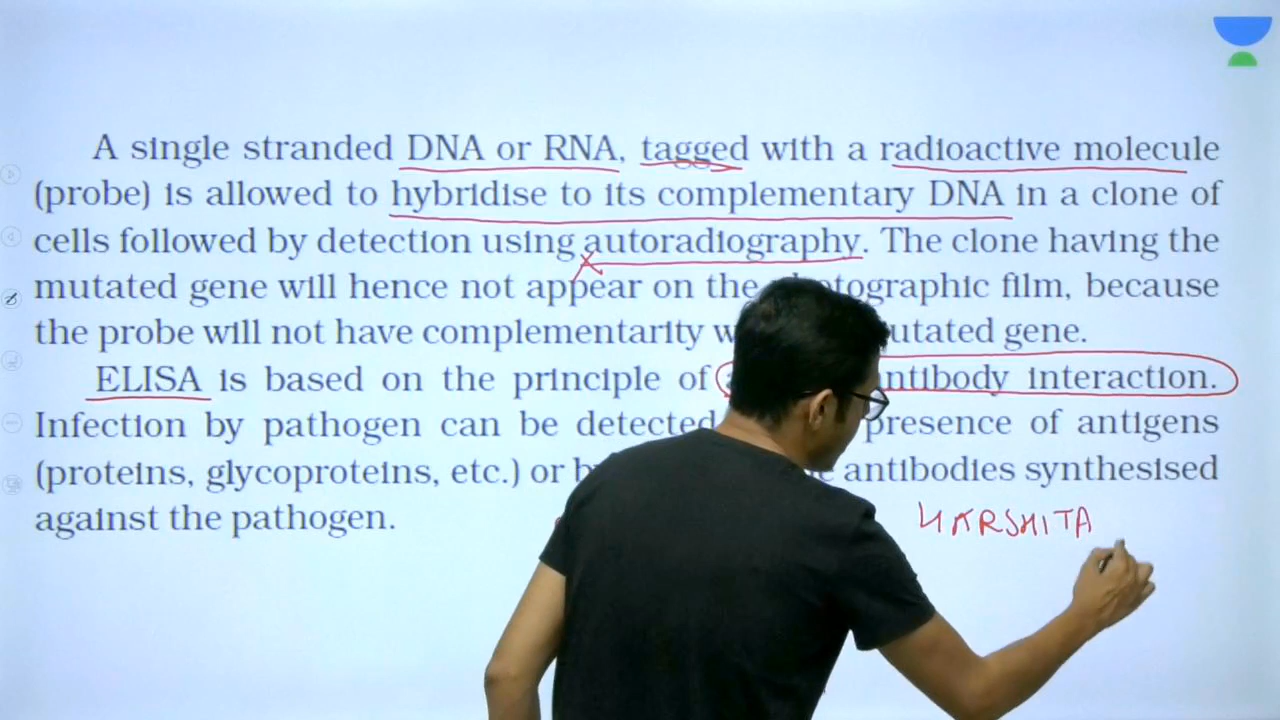 A single stranded DNA or RNA, tagged with a radioactive molecule
(probe) is allowed to hybridise to its complementary DNA in a clone of
cells followed by detection using autoradiography. The clone having the
mutated gene will hence not appear on the film, because
the probe will not have complementarity gene.
ELISA is based on the principle of interaction.
Infection by pathogen can be detected presence of antigens
(proteins, glycoproteins, etc.) or antibodies synthesised
against the pathogen.
HARSHITA